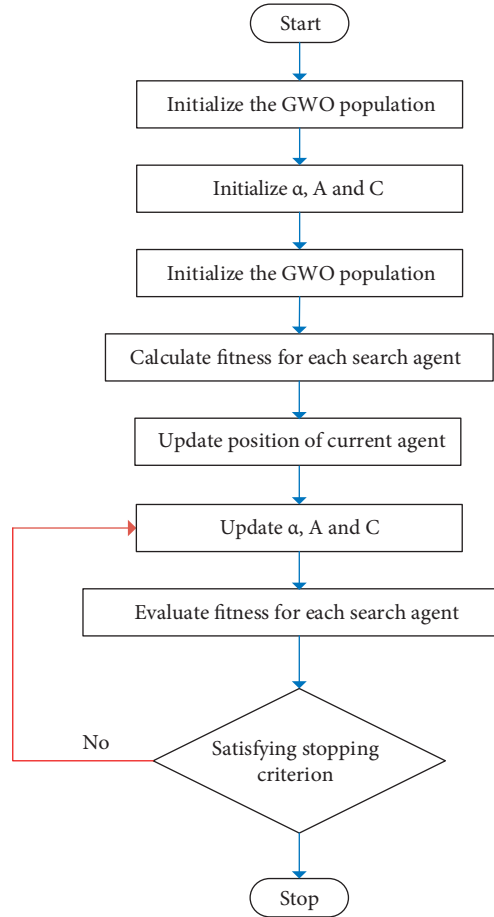 Start
Initialize the GWO population
Initialize α, A and C
Initialize the GWO population
Calculate fitness for each search agent
Update position of current agent
Update α, A and C
Evaluate fitness for each search agent
No
Satisfying stopping
criterion
Stop